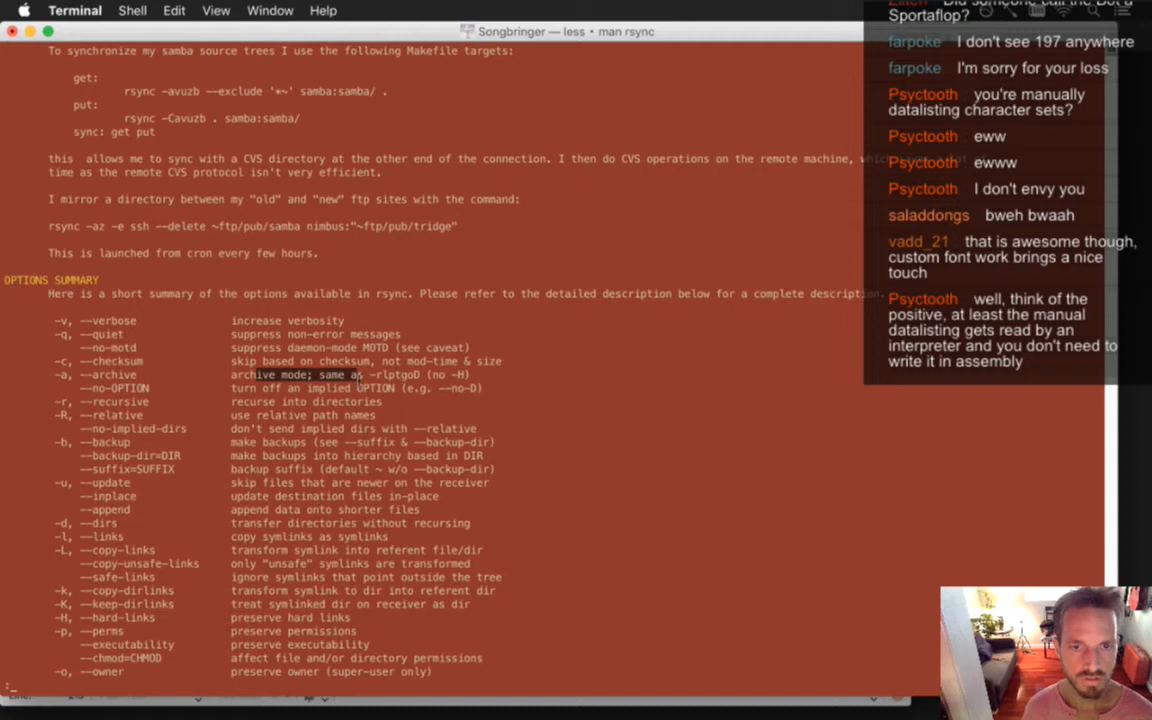 Terminal Shell Edit View Window Help
Songbringer — less • man rsync
To synchronize my samba source trees I use the following Makefile targets:
get:
rsync -avuzb --exclude '*~' samba:samba/ .
put:
rsync -Cavuzb . samba:samba/
sync: get put
this allows me to sync with a CVS directory at the other end of the connection. I then do CVS operations on the remote machine,
time as the remote CVS protocol isn't very efficient.
I mirror a directory between my "old" and "new" ftp sites with the command:
rsync -az -e ssh --delete ~ftp/pub/samba nimbus:"~ftp/pub/tridge"
This is launched from cron every few hours.
OPTIONS SUMMARY
Here is a short summary of the options available in rsync. Please refer to the detailed description below for a complete description.
-v, --verbose increase verbosity
-q, --quiet suppress non-error messages
--no-motd suppress daemon-mode MOTD (see caveat)
-c, --checksum skip based on checksum, not mod-time & size
-a, --archive archive mode; same as -rlptgoD (no -H)
--no-OPTION turn off an implied OPTION (e.g. --no-D)
-r, --recursive recurse into directories
-R, --relative use relative path names
--no-implied-dirs don't send implied dirs with --relative
-b, --backup make backups (see --suffix & --backup-dir)
--backup-dir=DIR make backups into hierarchy based in DIR
--suffix=SUFFIX backup suffix (default ~ w/o --backup-dir)
-u, --update skip files that are newer on the receiver
--inplace update destination files in-place
--append append data onto shorter files
-d, --dirs transfer directories without recursing
-l, --links copy symlinks as symlinks
-L, --copy-links transform symlink into referent file/dir
--copy-unsafe-links only "unsafe" symlinks are transformed
--safe-links ignore symlinks that point outside the tree
-k, --copy-dirlinks transform symlink to dir into referent dir
-K, --keep-dirlinks treat symlinked dir on receiver as dir
-H, --hard-links preserve hard links
-p, --perms preserve permissions
--executability preserve executability
--chmod=CHMOD affect file and/or directory permissions
-o, --owner preserve owner (super-user only)
:
Sportaflop?
farpoke I don't see 197 anywhere
farpoke I'm sorry for your loss
Psyctooth you're manually
datalisting character sets?
Psyctooth eww
Psyctooth ewww
Psyctooth I don't envy you
saladdongs bweh bwaah
vadd_21 that is awesome though,
custom font work brings a nice
touch
Psyctooth well, think of the
positive, at least the manual
datalisting gets read by an
interpreter and you don't need to
write it in assembly